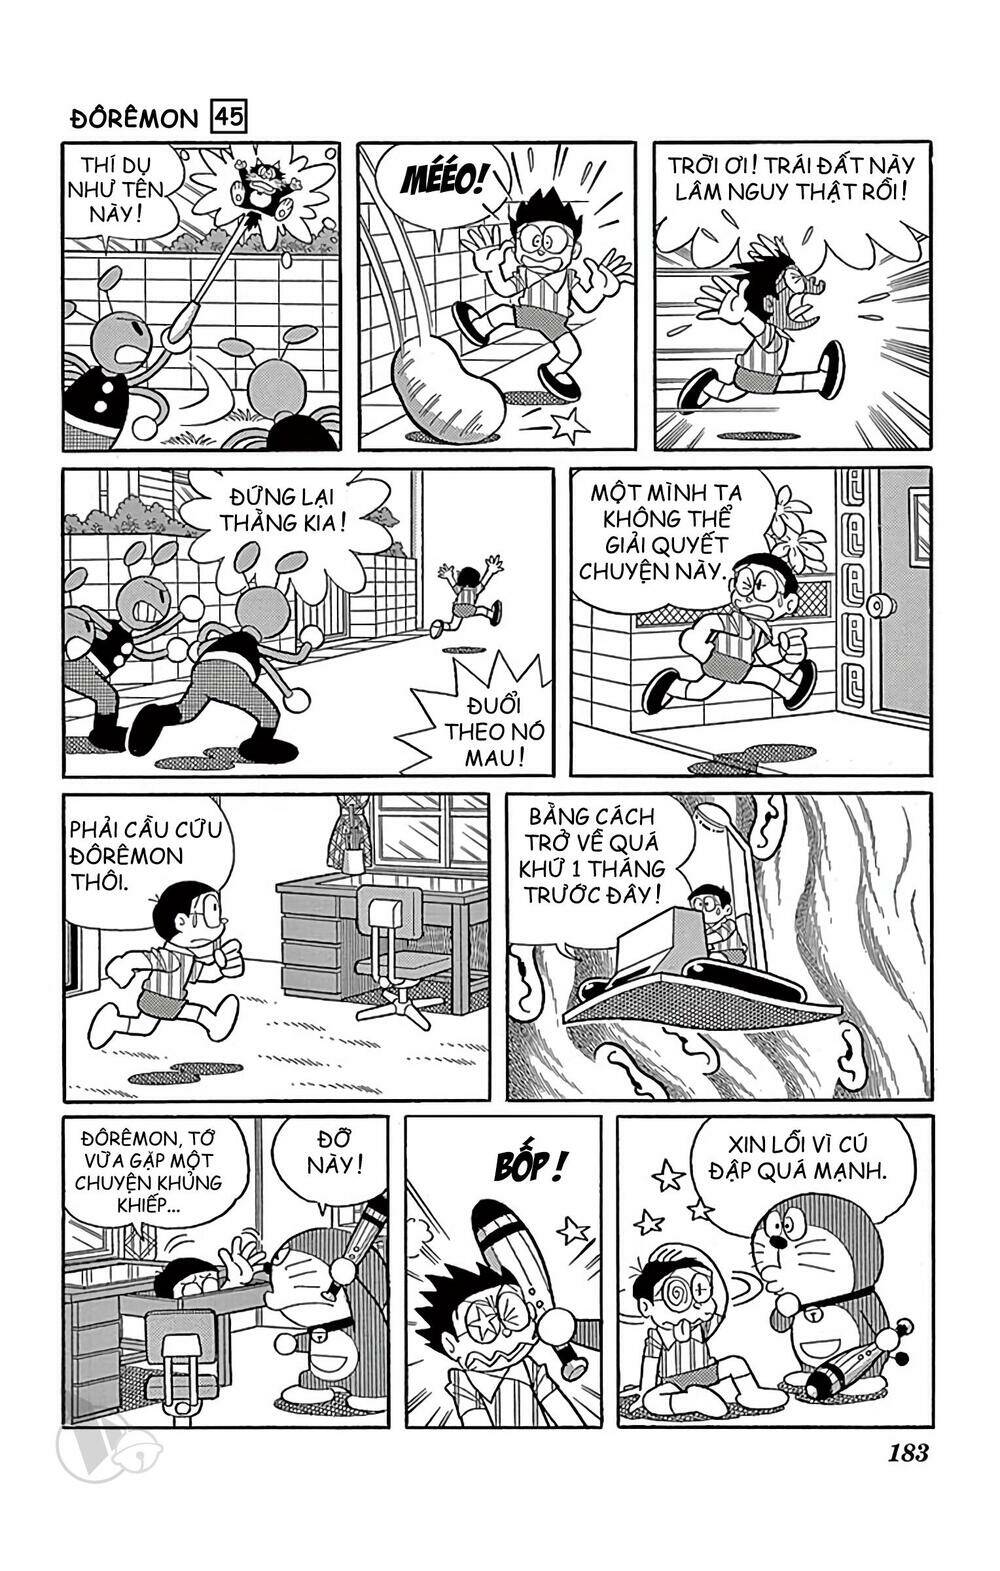 ĐÔRÊMON 45
THÍ DỤ
NHƯ TÊN
NÀY!
MÉÉO!
TRỜI ƠI! TRÁI ĐẤT NÀY
LÂM NGUY THẬT RỒI!
ĐỨNG LẠI
THẰNG KIA!
ĐUỔI
THEO NÓ
MAU!
MỘT MÌNH TA
KHÔNG THỂ
GIẢI QUYẾT
CHUYỆN NÀY.
PHẢI CẦU CỨU
ĐÔRÊMON
THÔI.
BẰNG CÁCH
TRỞ VỀ QUÁ
KHỨ 1 THÁNG
TRƯỚC ĐÂY!
ĐÔRÊMON, TỚ
VỪA GẶP MỘT
CHUYỆN KHỦNG
KHIẾP...
ĐỠ
NÀY!
BỐP!
XIN LỖI VÌ CÚ
ĐẬP QUÁ MẠNH.
183